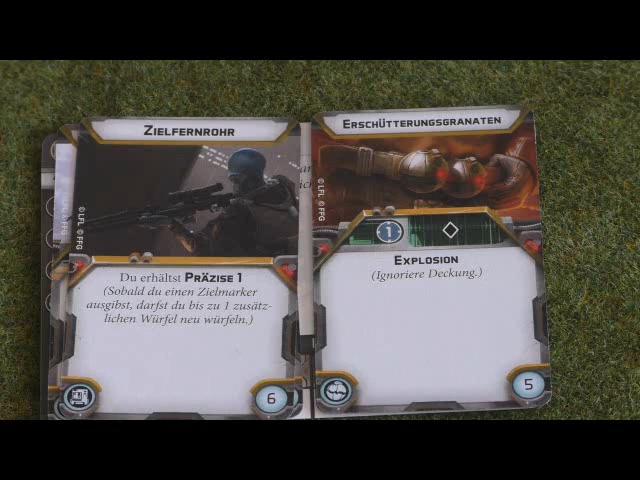 ZIELFERNROHR
© LFL © FFG
Du erhältst PRÄZISE 1
(Sobald du einen Zielmarker
ausgibst, darfst du bis zu 1 zusätz-
lichen Würfel neu würfeln.)
6
ERSCHÜTTERUNGSGRANATEN
© LFL © FFG
1
EXPLOSION
(Ignoriere Deckung.)
5